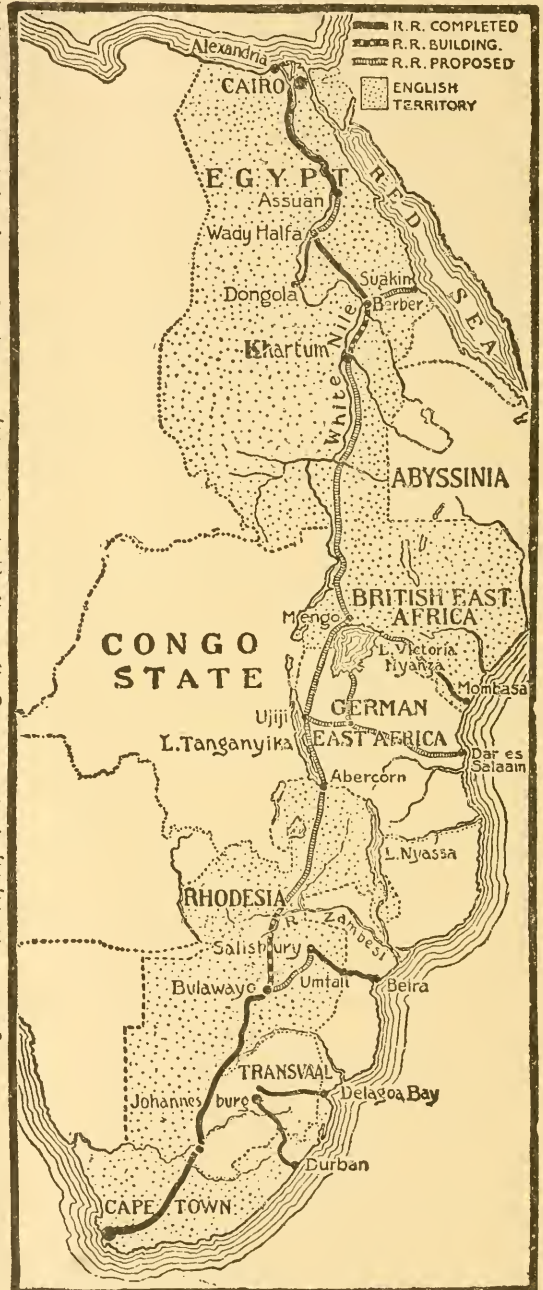 R.R. COMPLETED
R.R. BUILDING.
R.R. PROPOSED
ENGLISH
TERRITORY
Alexandria
CAIRO
EGYPT
Assuan
RED SEA
Wady Halfa
Suakin
Dongola
Berber
Khartum
White Nile
ABYSSINIA
BRITISH EAST
AFRICA
Mengo
CONGO
STATE
L. Victoria
Nyanza
Mombasa
Ujiji
GERMAN
EAST AFRICA
L. Tanganyika
Dar es
Salaam
Abercorn
L. Nyassa
RHODESIA
R. Zambesi
Salisbury
Bulawayo
Umtali
Beira
TRANSVAAL
Johannesburg
Delagoa Bay
Durban
CAPE TOWN